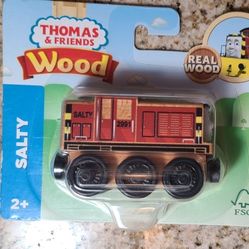 THOMAS
& FRIENDS
Wood
REAL
WOOD
SALTY
2991
SALTY
2+
FSC